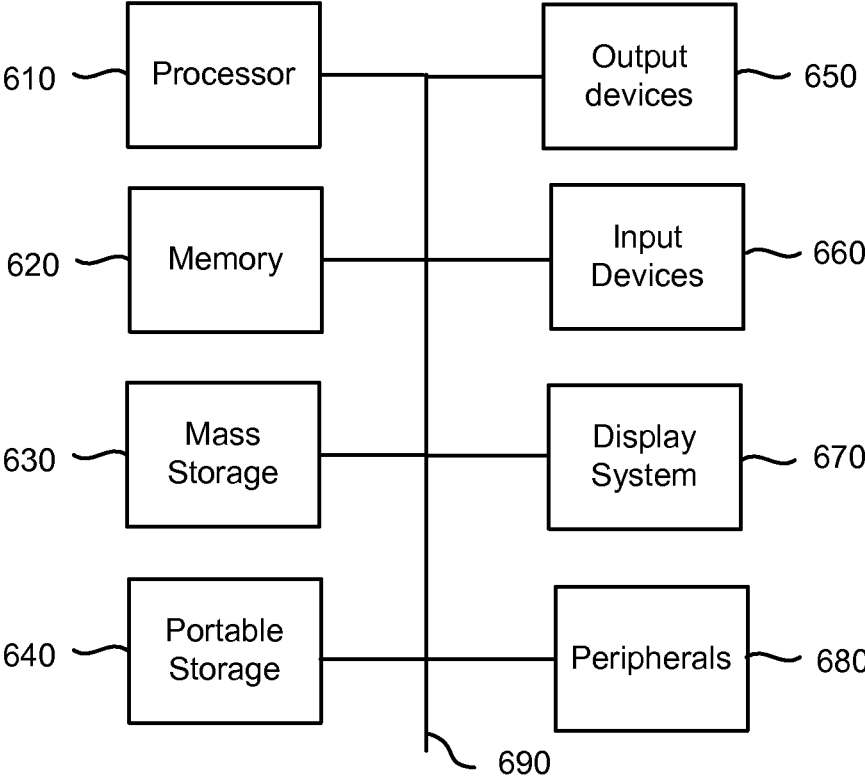 610
Processor
Output
devices
650
620
Memory
Input
Devices
660
630
Mass
Storage
Display
System
670
640
Portable
Storage
Peripherals
680
690